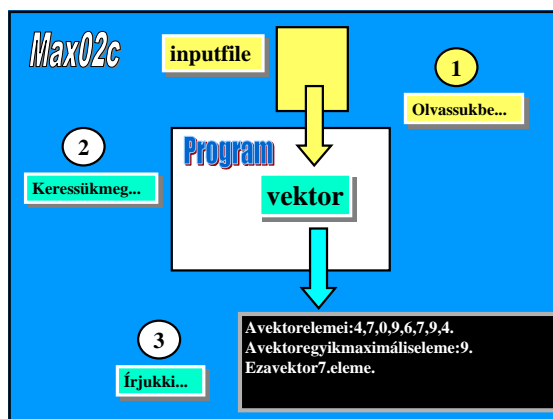 Max02c
inputfile
1
Olvassukbe...
2
Program
Keressükmeg...
vektor
3
Írjukki...
Avektorelemei:4,7,0,9,6,7,9,4.
Avektoregyikmaximáliseleme:9.
Ezavektor7.eleme.